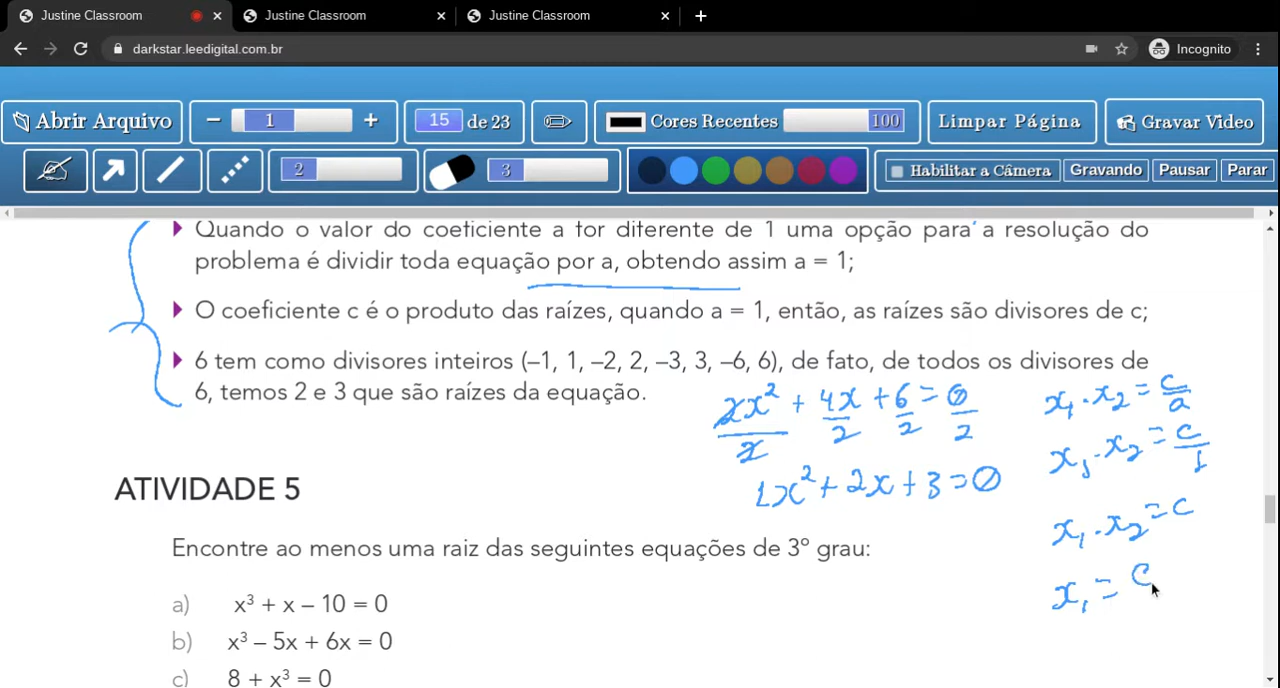 Justine Classroom Justine Classroom Justine Classroom
darkstar.leedigital.com.br Incognito
Abrir Arquivo − 1 + 15 de 23 Cores Recentes 100 Limpar Página Gravar Video
2 3 Habilitar a Câmera Gravando Pausar Parar
Quando o valor do coeficiente a for diferente de 1 uma opção para a resolução do
problema é dividir toda equação por a, obtendo assim a = 1;
O coeficiente c é o produto das raízes, quando a = 1, então, as raízes são divisores de c;
6 tem como divisores inteiros (–1, 1, –2, 2, –3, 3, –6, 6), de fato, de todos os divisores de
6, temos 2 e 3 que são raízes da equação.
2x²/2 + 4x/2 + 6/2 = 0/2
1x² + 2x + 3 = 0
x₁ · x₂ = c/a
x₁ · x₂ = c/1
x₁ · x₂ = c
x₁ = c
ATIVIDADE 5
Encontre ao menos uma raiz das seguintes equações de 3º grau:
a) x³ + x – 10 = 0
b) x³ – 5x + 6x = 0
c) 8 + x³ = 0